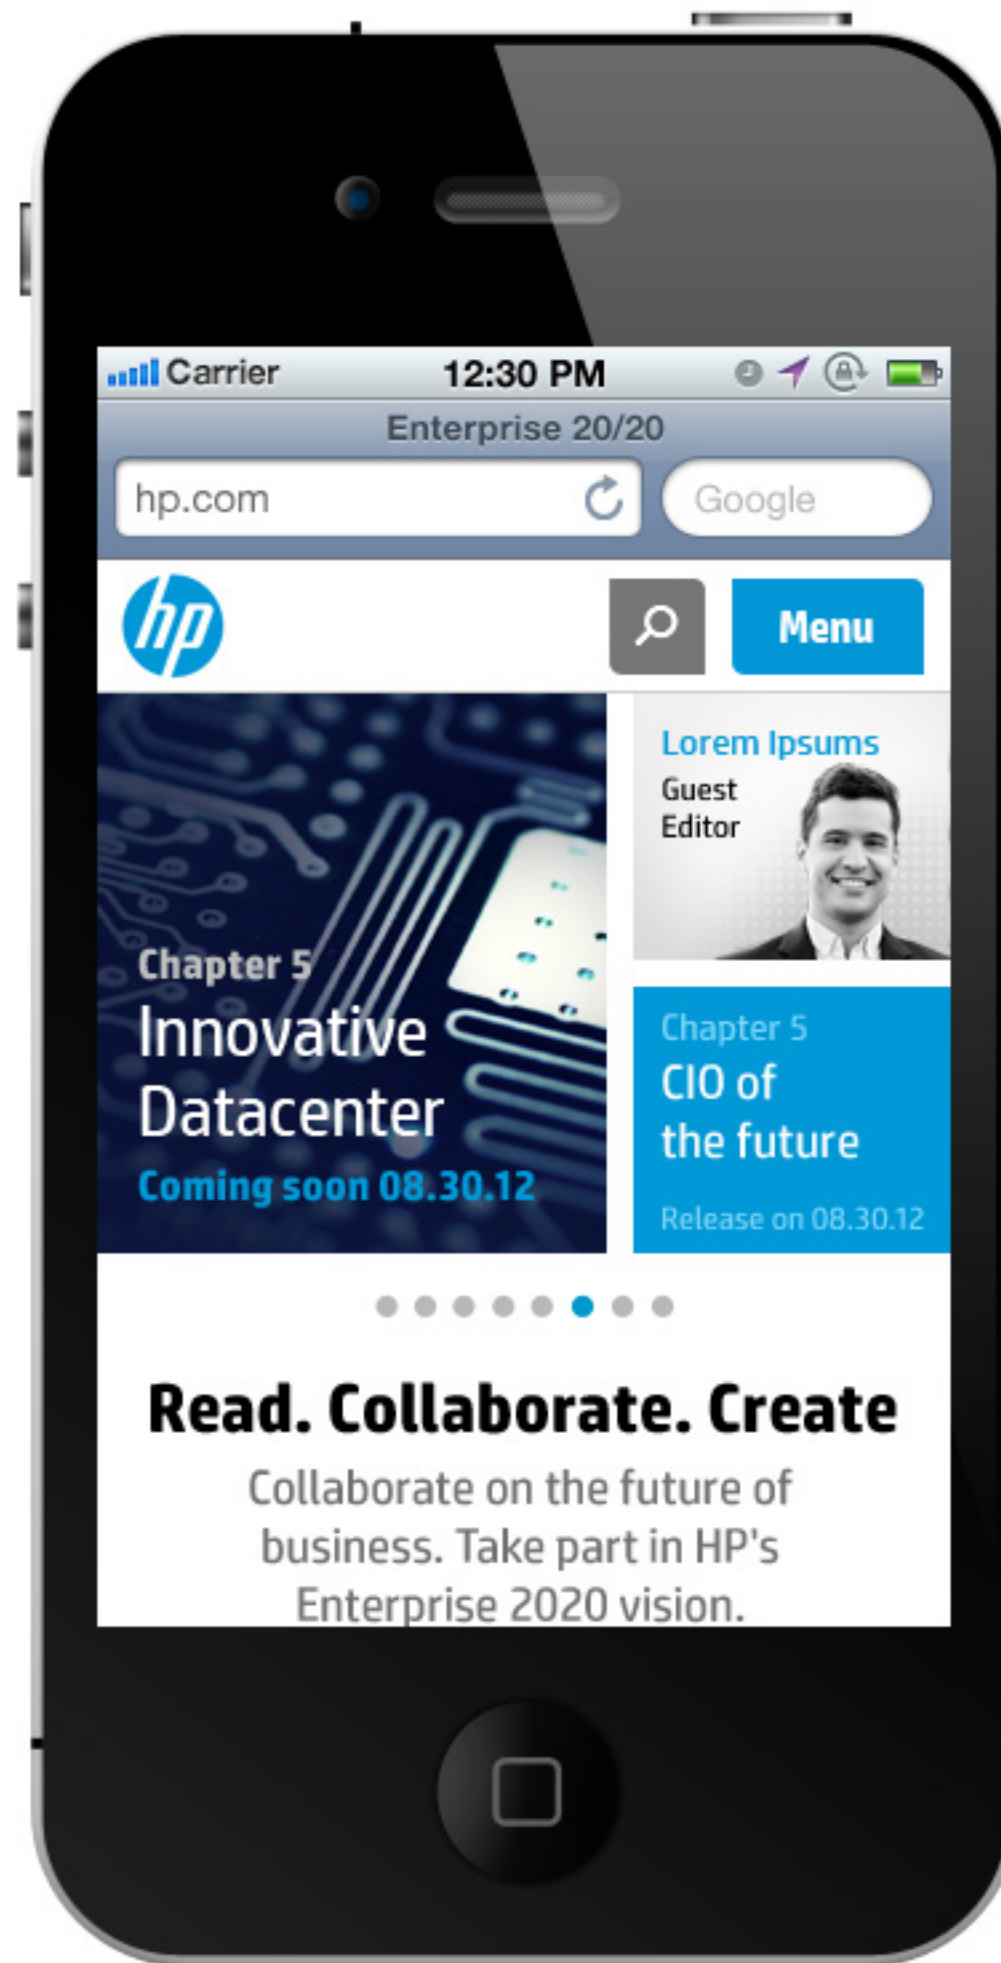 Carrier 12:30 PM
Enterprise 20/20
hp.com Google
hp Menu
Chapter 5
Innovative
Datacenter
Coming soon 08.30.12
Lorem Ipsums
Guest
Editor
Chapter 5
CIO of
the future
Release on 08.30.12
Read. Collaborate. Create
Collaborate on the future of
business. Take part in HP's
Enterprise 2020 vision.